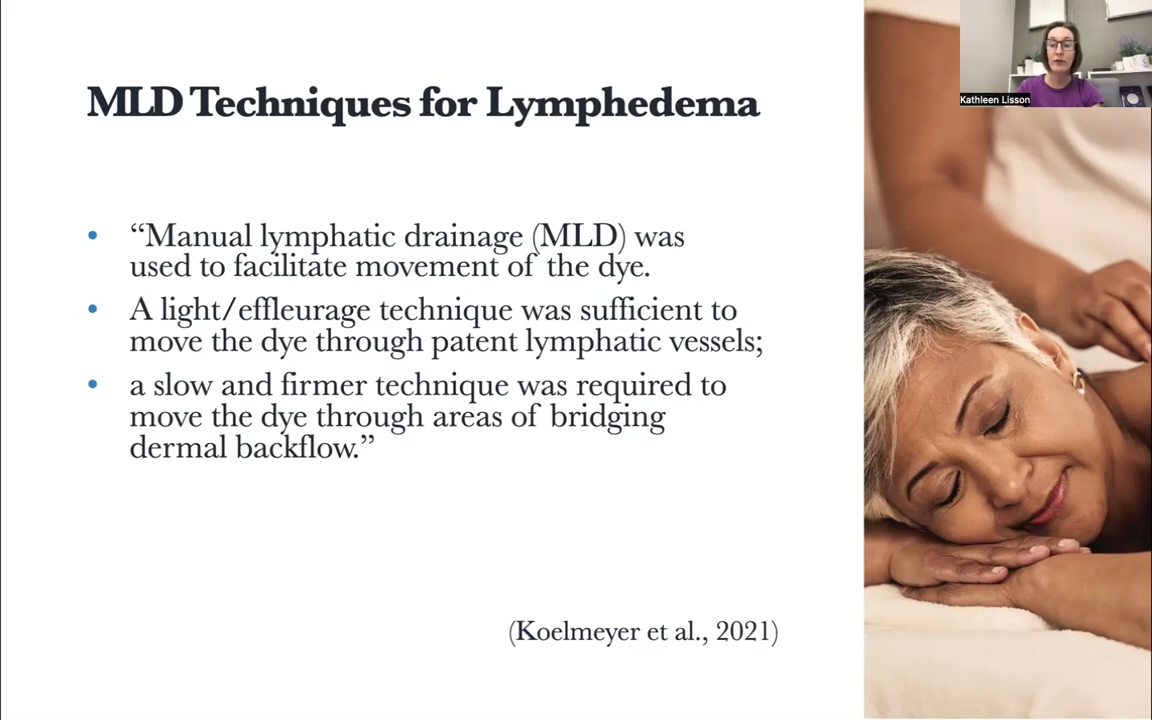 Kathleen Lisson
MLD Techniques for Lymphedema
• “Manual lymphatic drainage (MLD) was
used to facilitate movement of the dye.
• A light/effleurage technique was sufficient to
move the dye through patent lymphatic vessels;
• a slow and firmer technique was required to
move the dye through areas of bridging
dermal backflow.”
(Koelmeyer et al., 2021)